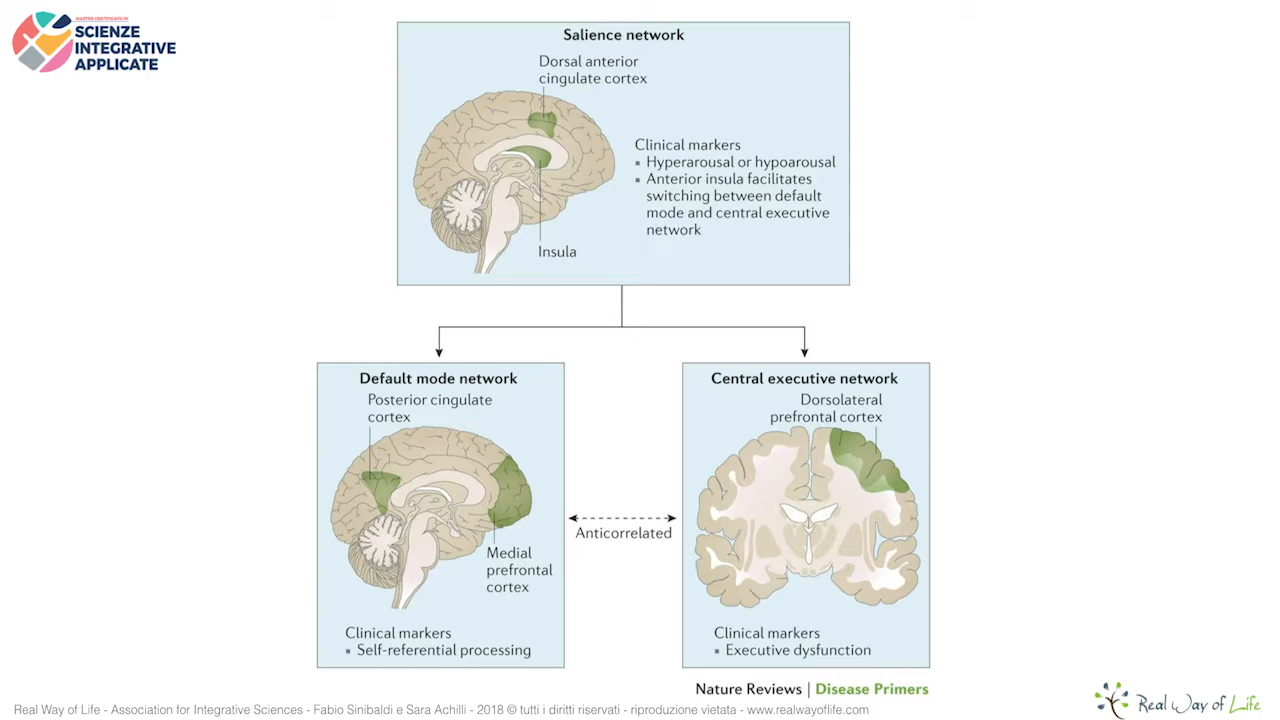 MASTER CERTIFICATO IN
SCIENZE
INTEGRATIVE
APPLICATE
Salience network
Dorsal anterior
cingulate cortex
Clinical markers
▪ Hyperarousal or hypoarousal
▪ Anterior insula facilitates
switching between default
mode and central executive
network
Insula
Default mode network
Posterior cingulate
cortex
Medial
prefrontal
cortex
Clinical markers
▪ Self-referential processing
Anticorrelated
Central executive network
Dorsolateral
prefrontal cortex
Clinical markers
▪ Executive dysfunction
Nature Reviews | Disease Primers
Real Way of Life - Association for Integrative Sciences - Fabio Sinibaldi e Sara Achilli - 2018 © tutti i diritti riservati - riproduzione vietata - www.realwayoflife.com
Real Way of Life